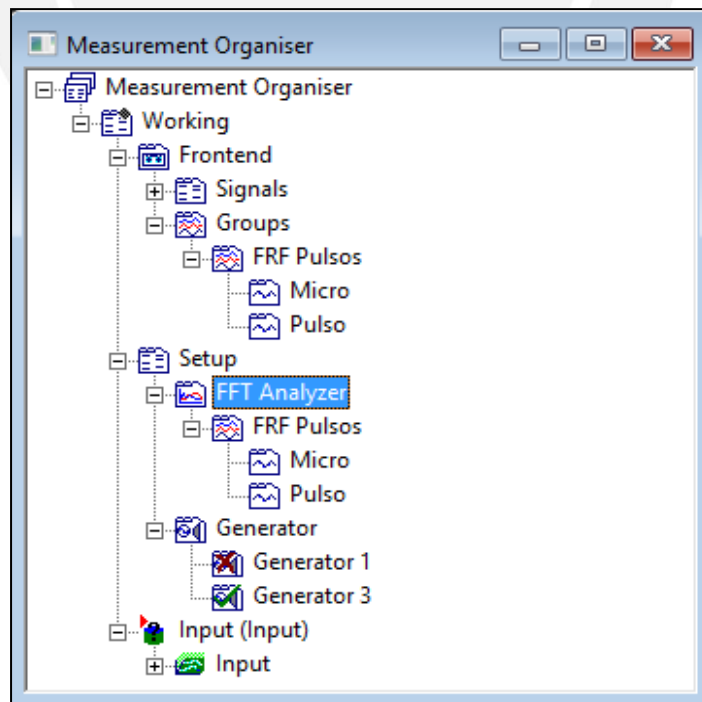 Measurement Organiser
Measurement Organiser
Working
Frontend
Signals
Groups
FRF Pulsos
Micro
Pulso
Setup
FFT Analyzer
FRF Pulsos
Micro
Pulso
Generator
Generator 1
Generator 3
Input (Input)
Input